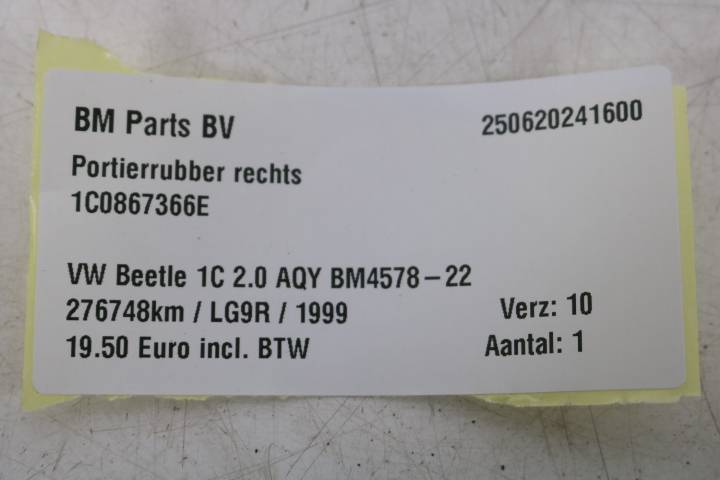 BM Parts BV 250620241600
Portierrubber rechts
1C0867366E
VW Beetle 1C 2.0 AQY BM4578-22
276748km / LG9R / 1999 Verz: 10
19.50 Euro incl. BTW Aantal: 1